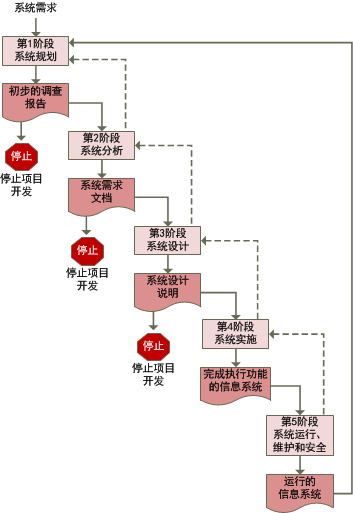 系统需求
第1阶段
系统规划
初步的调查
报告
停止
停止项目
开发
第2阶段
系统分析
系统需求
文档
停止
停止项目
开发
第3阶段
系统设计
系统设计
说明
停止
停止项目
开发
第4阶段
系统实施
完成执行功能
的信息系统
第5阶段
系统运行、
维护和安全
运行的
信息系统